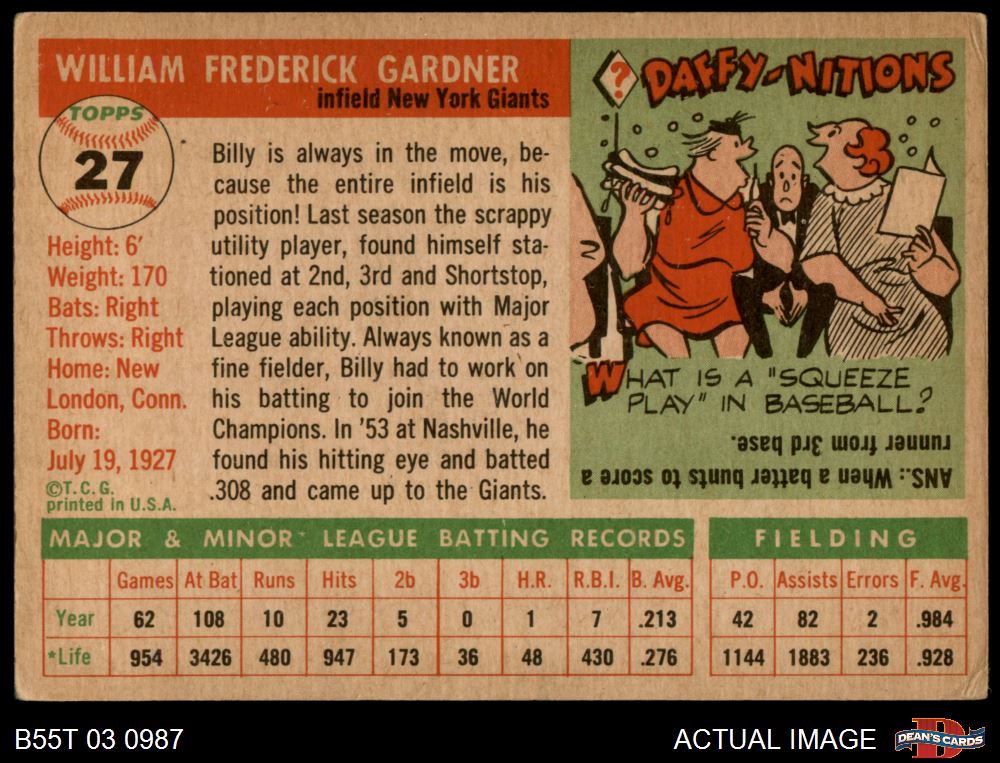 WILLIAM FREDERICK GARDNER
infield New York Giants
TOPPS
27
Height: 6'
Weight: 170
Bats: Right
Throws: Right
Home: New
London, Conn.
Born:
July 19, 1927
©T.C.G.
printed in U.S.A.
Billy is always in the move, be-
cause the entire infield is his
position! Last season the scrappy
utility player, found himself sta-
tioned at 2nd, 3rd and Shortstop,
playing each position with Major
League ability. Always known as a
fine fielder, Billy had to work on
his batting to join the World
Champions. In '53 at Nashville, he
found his hitting eye and batted
.308 and came up to the Giants.
? DAFFY-NITIONS
WHAT IS A "SQUEEZE
PLAY" IN BASEBALL?
ANS.: When a batter bunts to score a
runner from 3rd base.
MAJOR & MINOR LEAGUE BATTING RECORDS
Games At Bat Runs Hits 2b 3b H.R. R.B.I. B. Avg.
Year 62 108 10 23 5 0 1 7 .213
*Life 954 3426 480 947 173 36 48 430 .276
FIELDING
P.O. Assists Errors F. Avg.
42 82 2 .984
1144 1883 236 .928
B55T 03 0987
ACTUAL IMAGE
DEAN'S CARDS